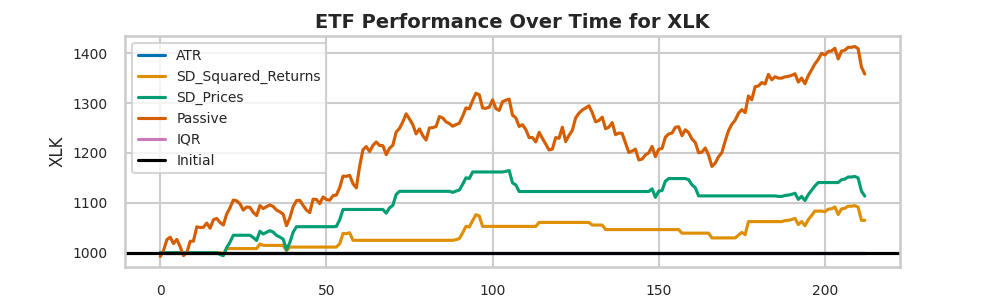 ETF Performance Over Time for XLK
XLK
1400
1300
1200
1100
1000
ATR
SD_Squared_Returns
SD_Prices
Passive
IQR
Initial
0 50 100 150 200